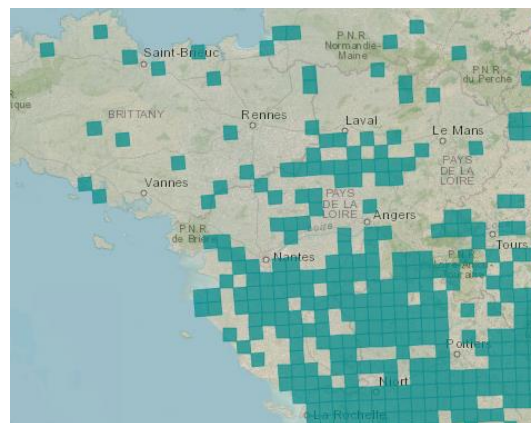 P.N.R.
Normandie-
Maine
Saint-Brieuc
P.N.R.
du Perche
BRITTANY
Rennes
Laval
Le Mans
PAYS
DE LA
LOIRE
Vannes
PAYS
DE LA
LOIRE
Angers
P.N.R.
de Brière
Loire
Tours
Nantes
P.N.R.
Poitiers
Niort
La Rochelle